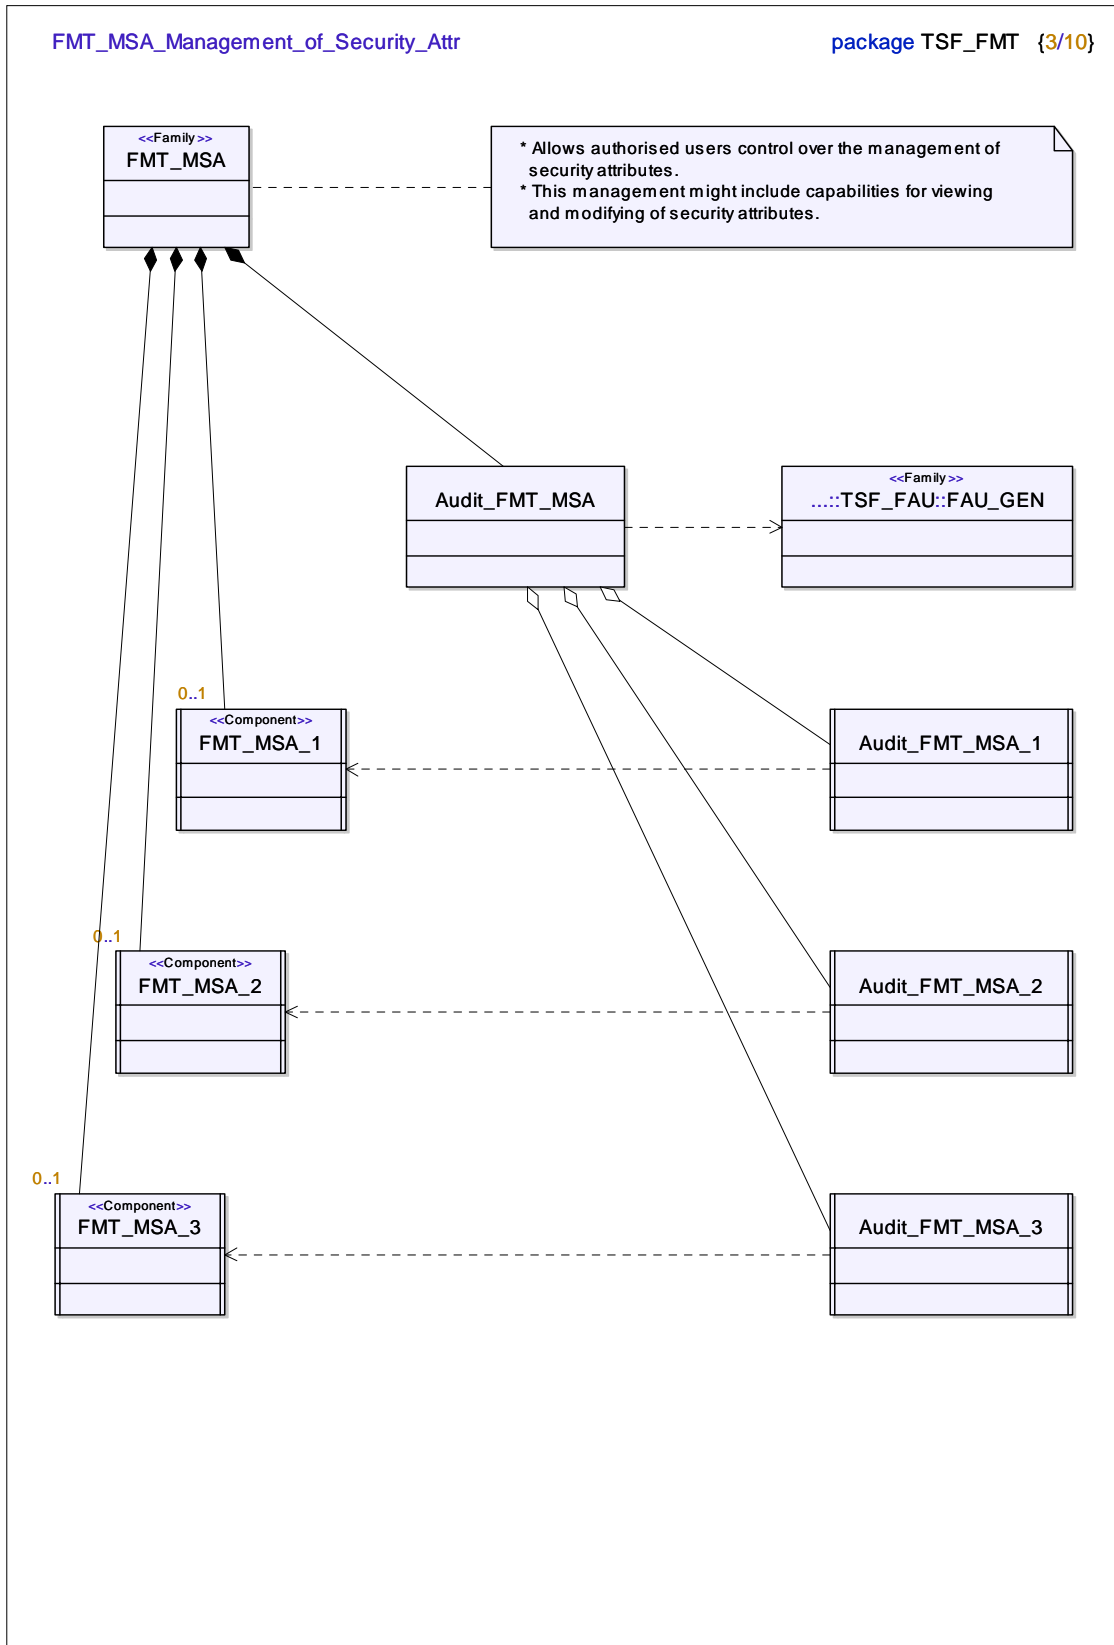 FMT_MSA_Management_of_Security_Attr
package TSF_FMT {3/10}
<<Family>>
FMT_MSA
* Allows authorised users control over the management of
security attributes.
* This management might include capabilities for viewing
and modifying of security attributes.
Audit_FMT_MSA
<<Family>>
...::TSF_FAU::FAU_GEN
0..1
<<Component>>
FMT_MSA_1
Audit_FMT_MSA_1
0..1
<<Component>>
FMT_MSA_2
Audit_FMT_MSA_2
0..1
<<Component>>
FMT_MSA_3
Audit_FMT_MSA_3